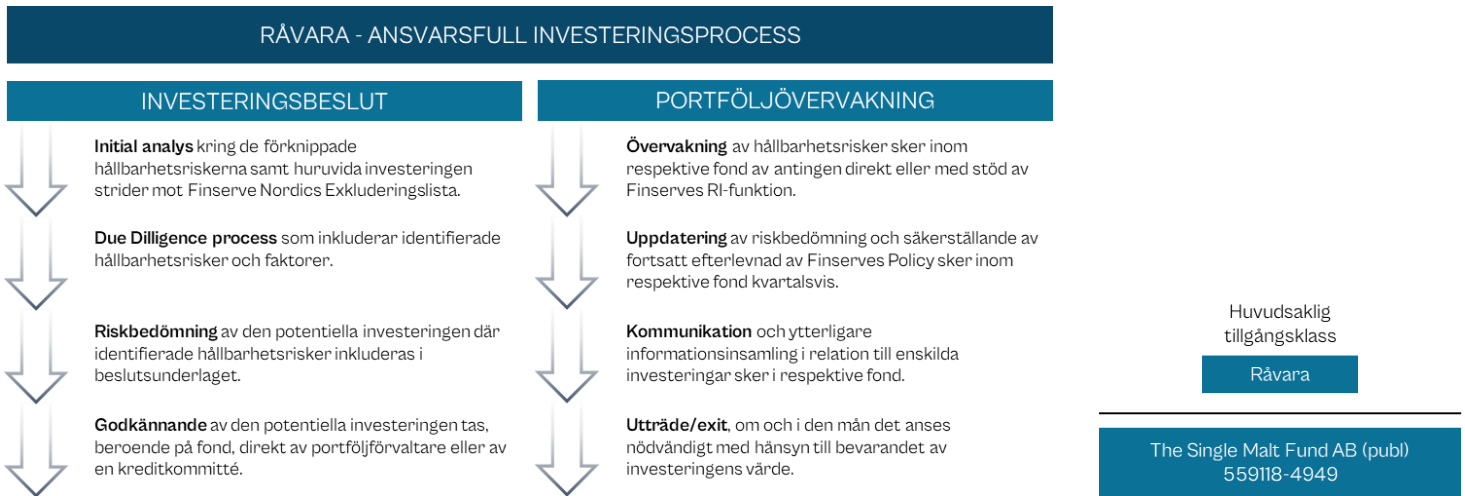 RÅVARA - ANSVARSFULL INVESTERINGSPROCESS
INVESTERINGSBESLUT
Initial analys kring de förknippade
hållbarhetsriskerna samt huruvida investeringen
strider mot Finserve Nordics Exkluderingslista.
Due Dilligence process som inkluderar identifierade
hållbarhetsrisker och faktorer.
Riskbedömning av den potentiella investeringen där
identifierade hållbarhetsrisker inkluderas i
beslutsunderlaget.
Godkännande av den potentiella investeringen tas,
beroende på fond, direkt av portföljförvaltare eller av
en kreditkommitté.
PORTFÖLJÖVERVAKNING
Övervakning av hållbarhetsrisker sker inom
respektive fond av antingen direkt eller med stöd av
Finserves RI-funktion.
Uppdatering av riskbedömning och säkerställande av
fortsatt efterlevnad av Finserves Policy sker inom
respektive fond kvartalsvis.
Kommunikation och ytterligare
informationsinsamling i relation till enskilda
investeringar sker i respektive fond.
Utträde/exit, om och i den mån det anses
nödvändigt med hänsyn till bevarandet av
investeringens värde.
Huvudsaklig
tillgångsklass
Råvara
The Single Malt Fund AB (publ)
559118-4949